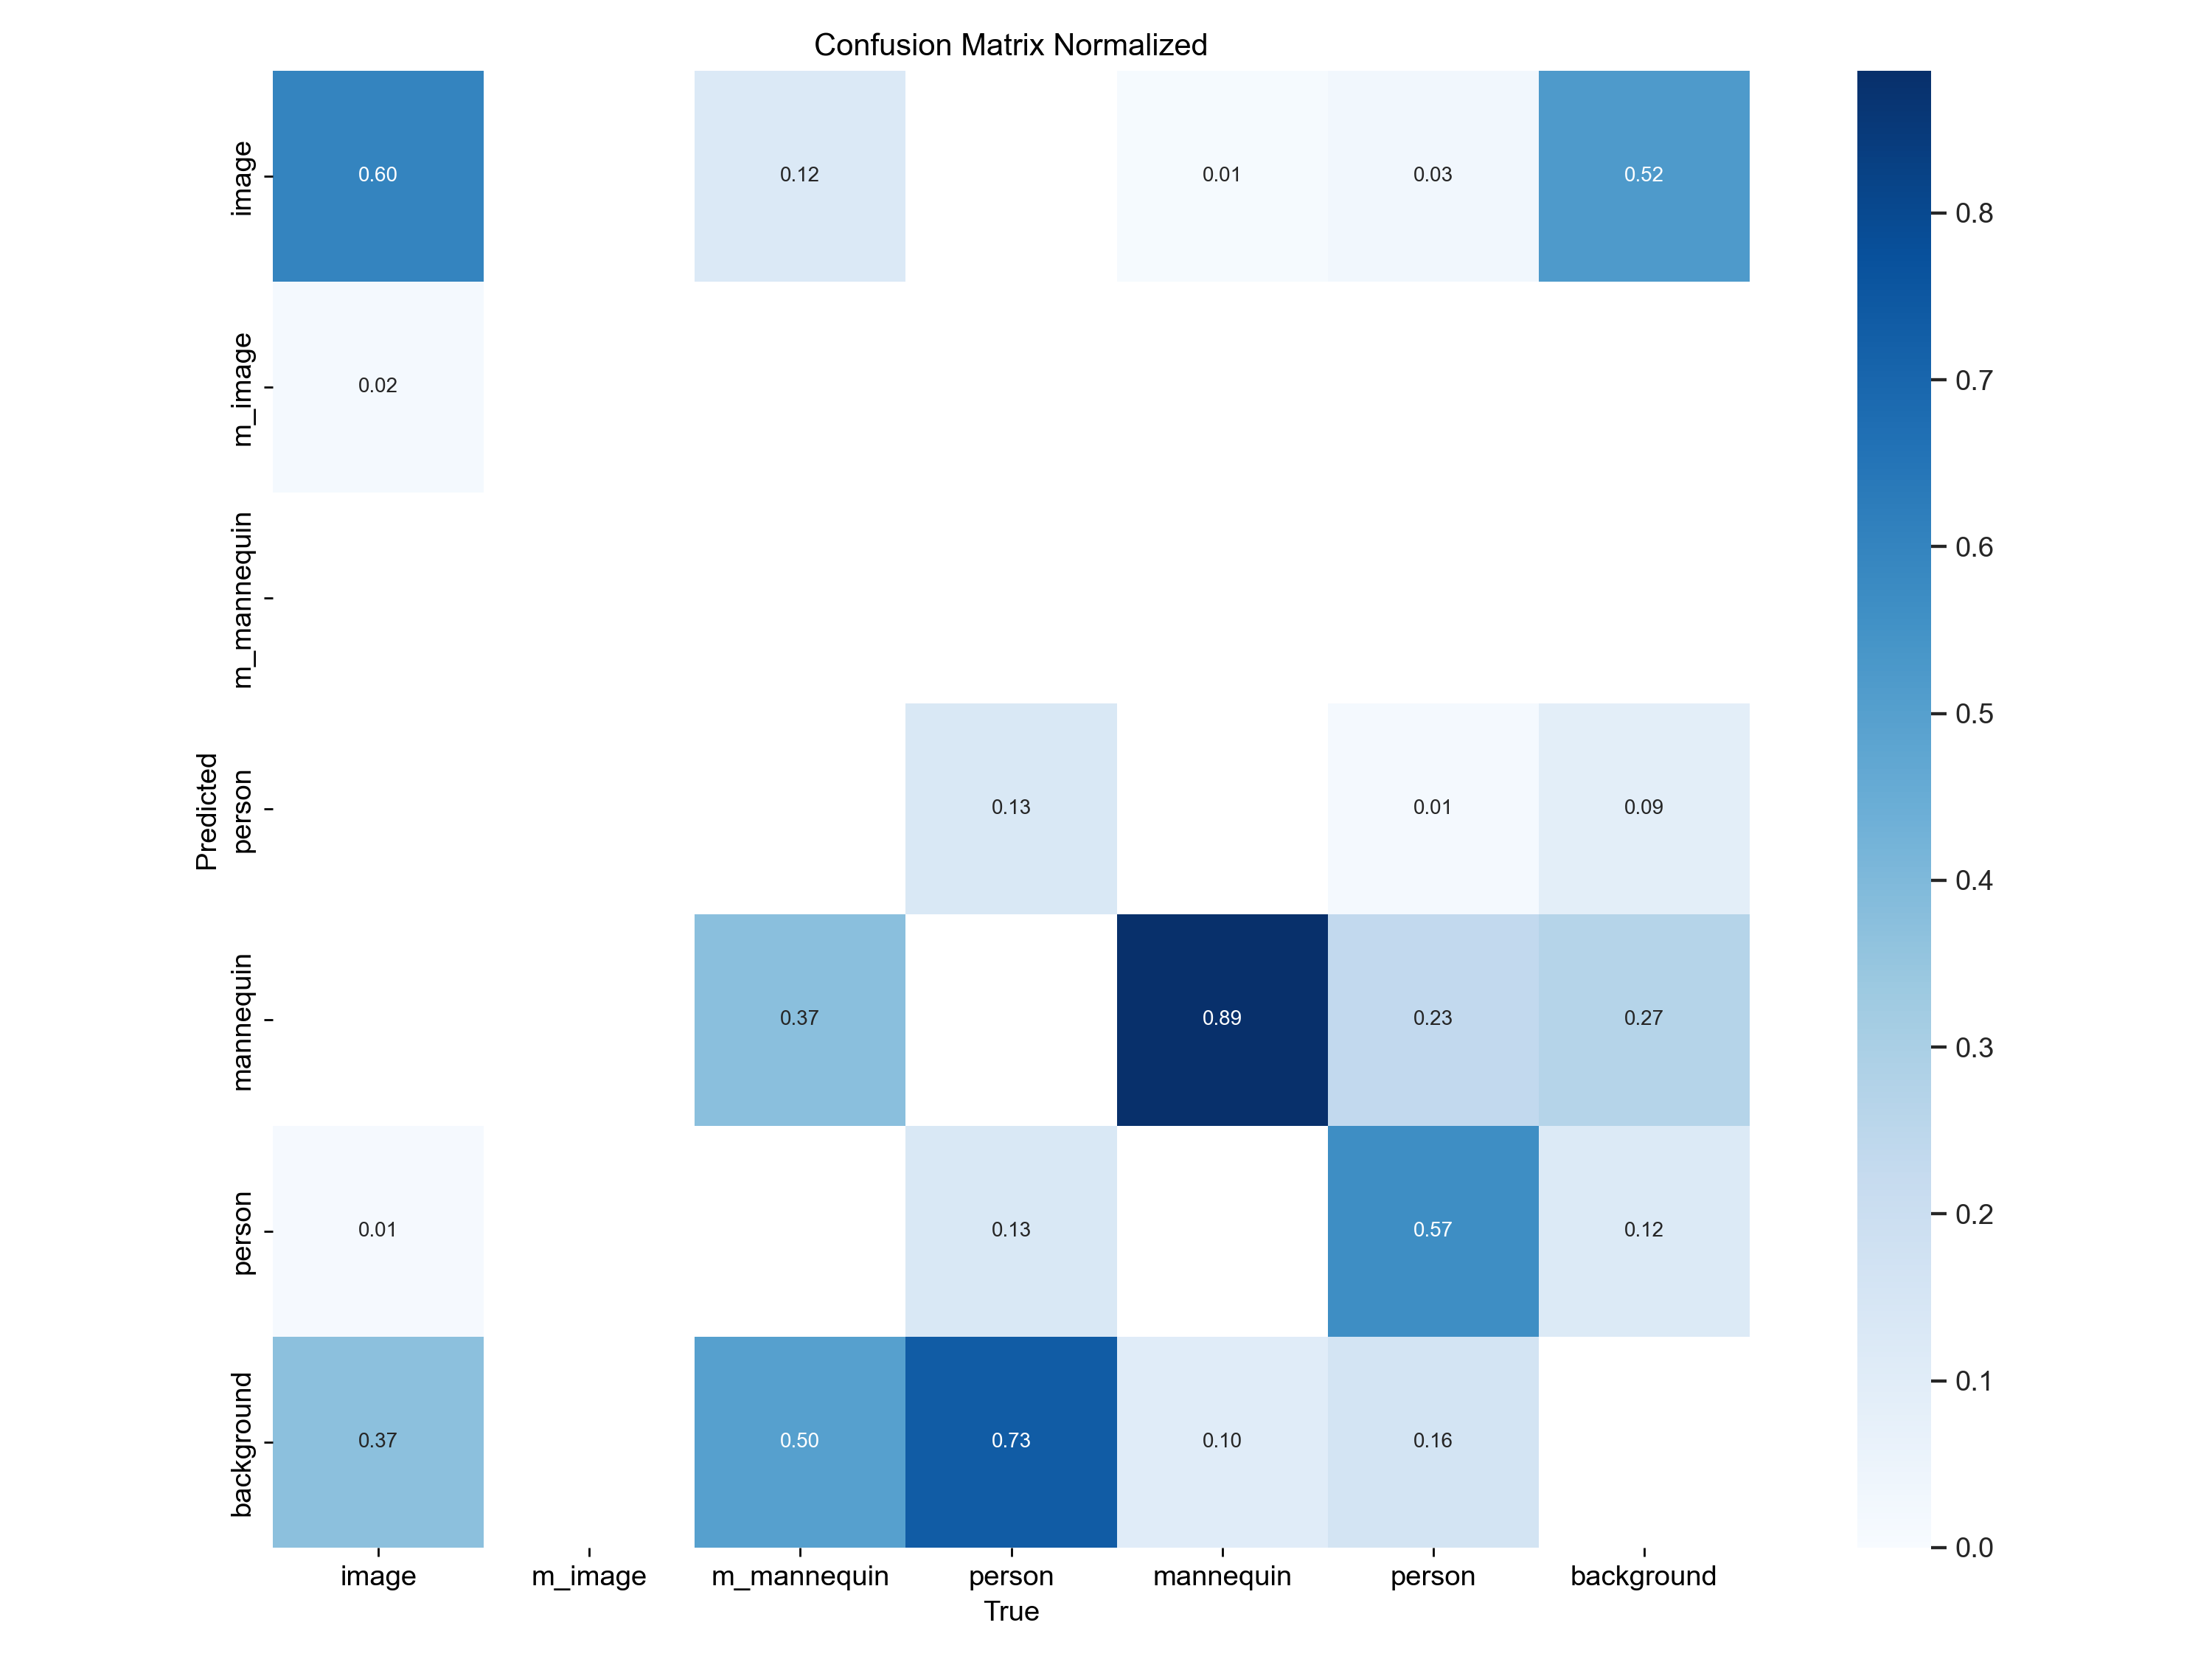 Confusion Matrix Normalized
image
0.60
0.12
0.01
0.03
0.52
m_image
0.02
m_mannequin
Predicted
person
0.13
0.01
0.09
mannequin
0.37
0.89
0.23
0.27
person
0.01
0.13
0.57
0.12
background
0.37
0.50
0.73
0.10
0.16
image
m_image
m_mannequin
person
mannequin
person
background
True
0.8
0.7
0.6
0.5
0.4
0.3
0.2
0.1
0.0